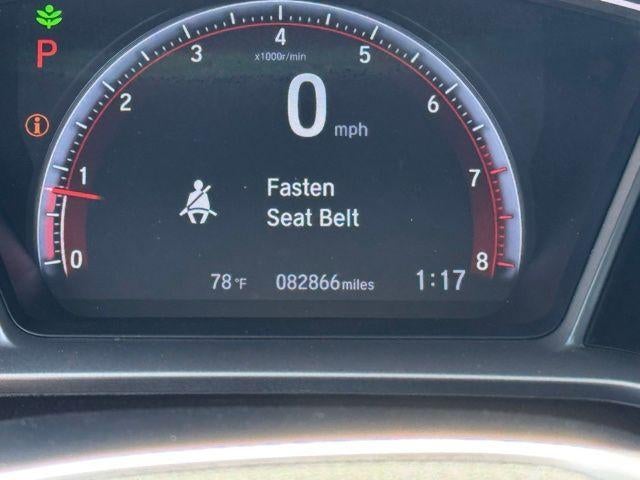 P
4
3
5
x1000r/min
2
6
0 mph
i
1
7
Fasten
Seat Belt
0
8
78°F
082866 miles
1:17